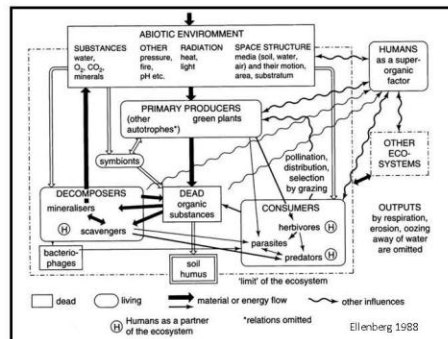 ABIOTIC ENVIRONMENT
SUBSTANCES
water,
O₂, CO₂,
minerals
OTHER
pressure,
fire,
pH etc.
RADIATION
heat,
light
SPACE STRUCTURE
media (soil, water,
air) and their motion,
area, substratum
HUMANS
as a super-
organic
factor
PRIMARY PRODUCERS
(other
autotrophes*)
green plants
symbionts
OTHER
ECO-
SYSTEMS
pollination,
distribution,
selection
by grazing
DECOMPOSERS
mineralisers
H scavengers
DEAD
organic
substances
CONSUMERS
herbivores H
parasites
predators H
OUTPUTS
by respiration,
erosion, oozing
away of water
are omitted
bacterio-
phages
soil
humus
'limit' of the ecosystem
dead
living
material or energy flow
other influences
H Humans as a partner
of the ecosystem
*relations omitted
Ellenberg 1988